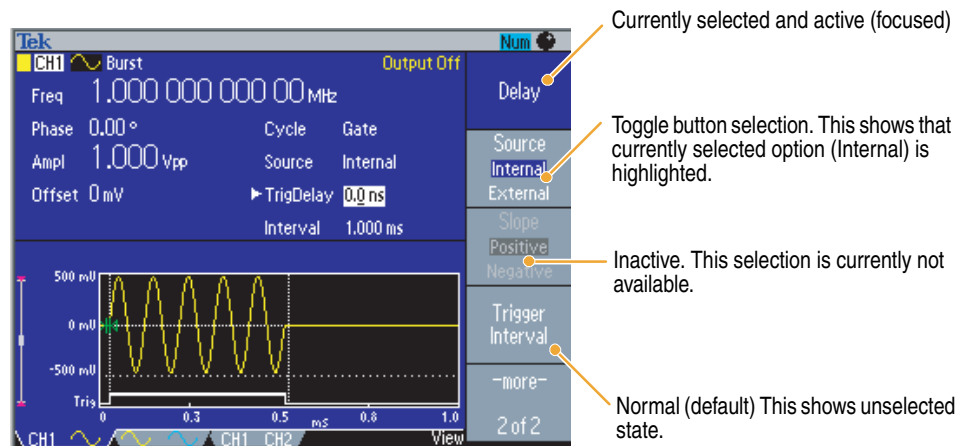 Currently selected and active (focused)
Tek
Num
CH1 Burst
Output Off
Freq 1.000 000 000 00 MHz
Delay
Phase 0.00 °
Cycle Gate
Ampl 1.000 Vpp
Source Internal
Offset 0 mV
TrigDelay 0.0 ns
Interval 1.000 ms
Source
Internal
External
Toggle button selection. This shows that
currently selected option (Internal) is
highlighted.
Slope
Positive
Negative
Inactive. This selection is currently not
available.
500 mV
0 mV
-500 mV
Trig
0 0.3 0.5 ms 0.8 1.0
Trigger
Interval
-more-
2 of 2
Normal (default) This shows unselected
state.
CH1 CH1 CH2 View